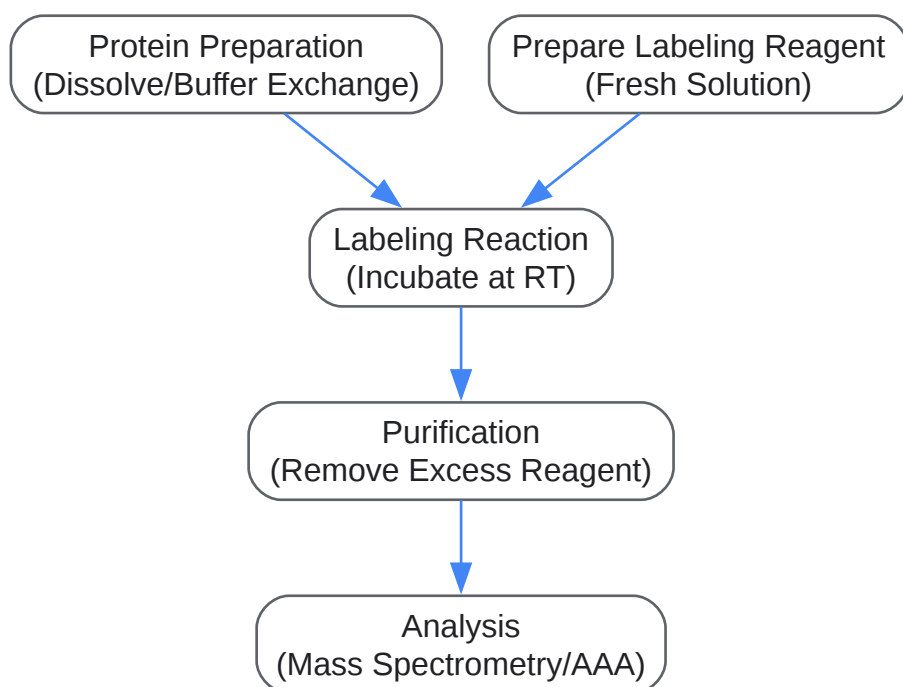 Protein Preparation
(Dissolve/Buffer Exchange)
Prepare Labeling Reagent
(Fresh Solution)
Labeling Reaction
(Incubate at RT)
Purification
(Remove Excess Reagent)
Analysis
(Mass Spectrometry/AAA)